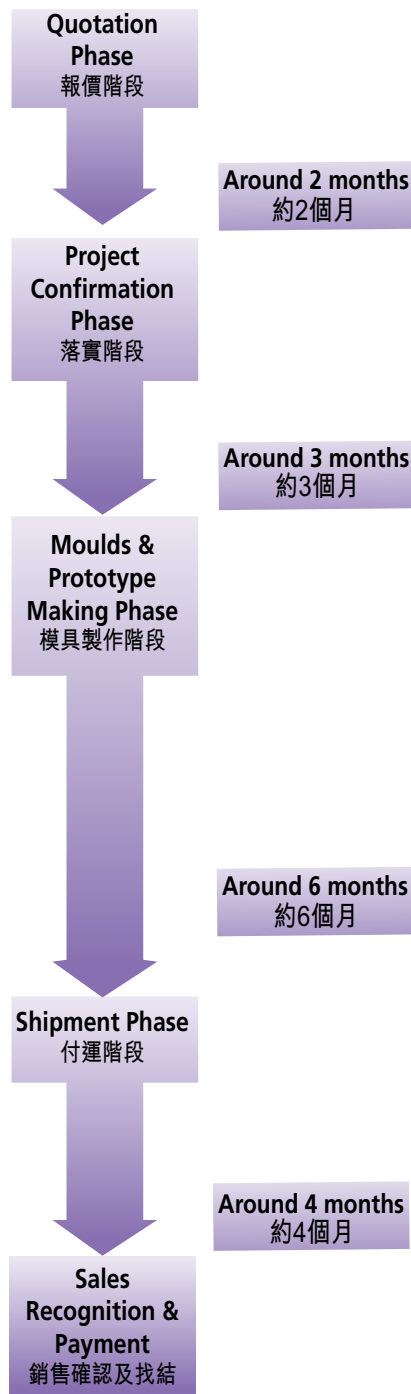 Quotation
Phase
報價階段
Around 2 months
約2個月
Project
Confirmation
Phase
落實階段
Around 3 months
約3個月
Moulds &
Prototype
Making Phase
模具製作階段
Around 6 months
約6個月
Shipment Phase
付運階段
Around 4 months
約4個月
Sales
Recognition &
Payment
銷售確認及找結